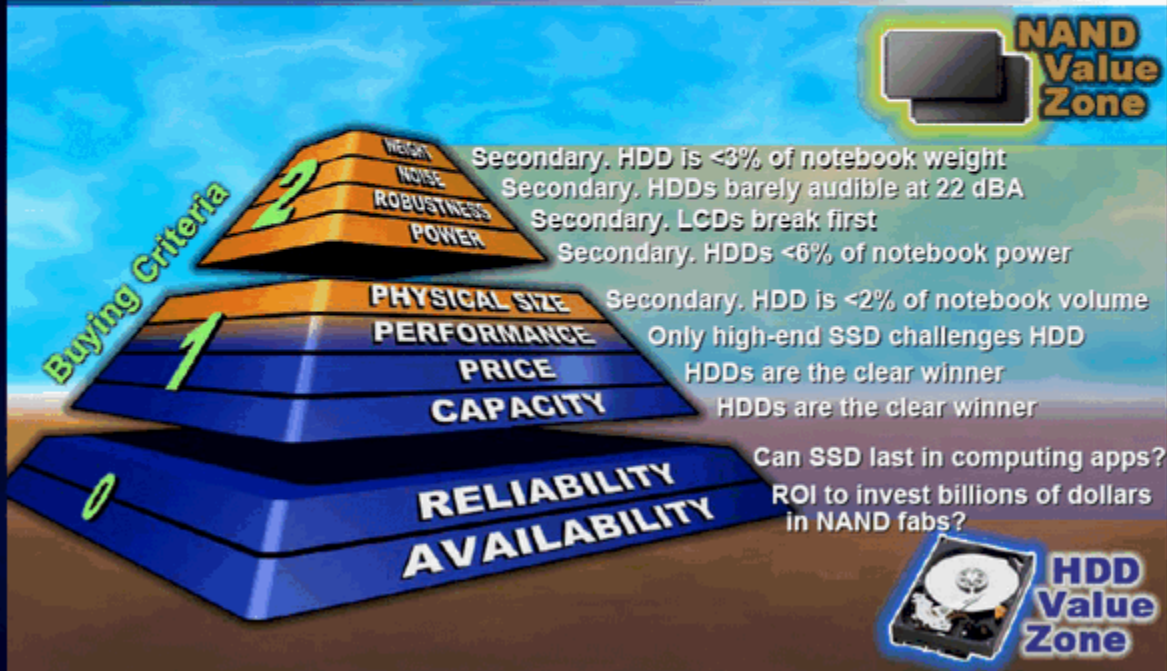 NAND
Value
Zone
Buying Criteria
2
WEIGHT
Secondary. HDD is <3% of notebook weight
NOISE
Secondary. HDDs barely audible at 22 dBA
ROBUSTNESS
Secondary. LCDs break first
POWER
Secondary. HDDs <6% of notebook power
1
PHYSICAL SIZE
Secondary. HDD is <2% of notebook volume
PERFORMANCE
Only high-end SSD challenges HDD
PRICE
HDDs are the clear winner
CAPACITY
HDDs are the clear winner
0
RELIABILITY
Can SSD last in computing apps?
AVAILABILITY
ROI to invest billions of dollars
in NAND fabs?
HDD
Value
Zone